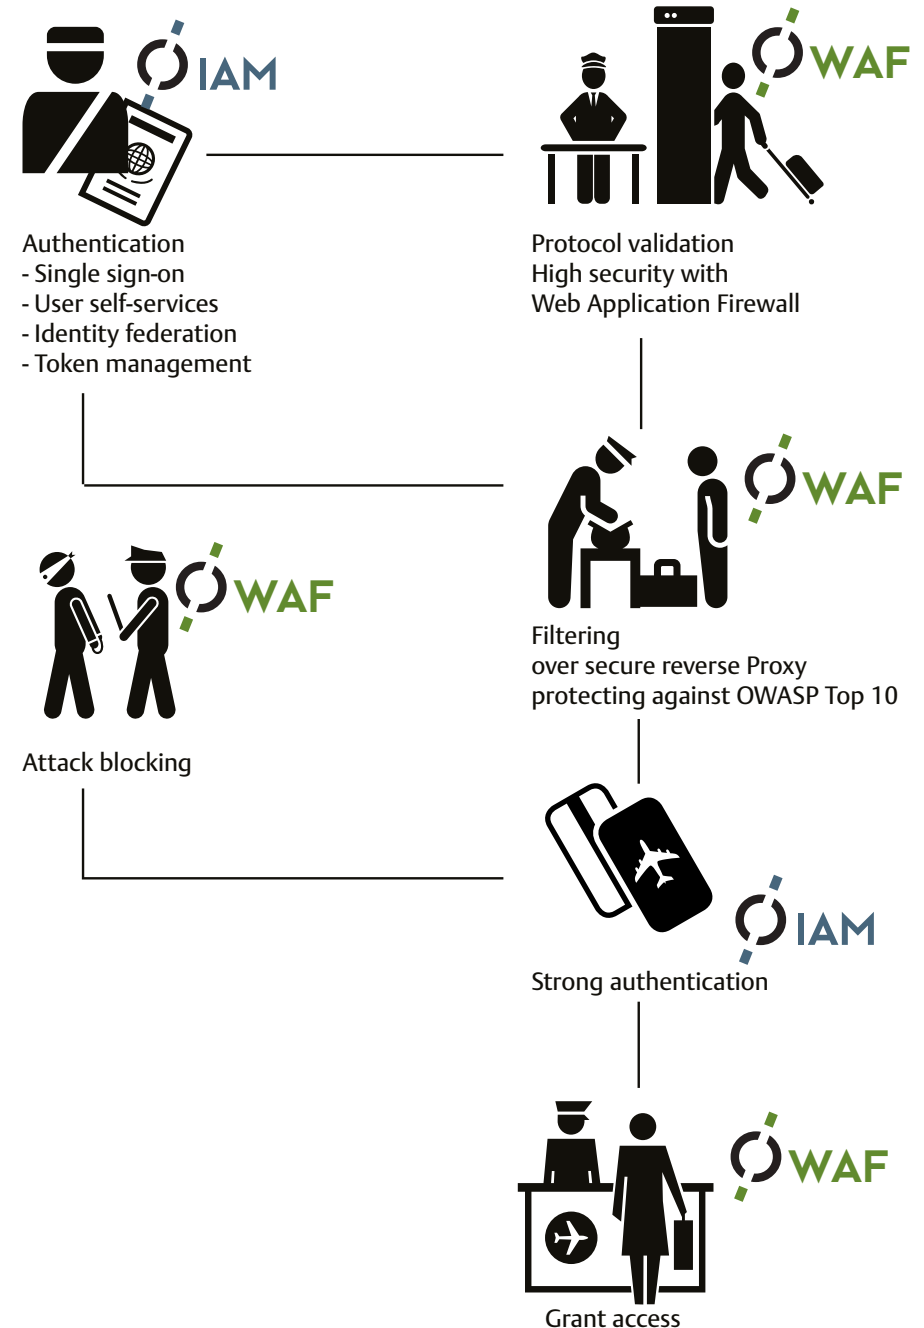 IAM
Authentication
- Single sign-on
- User self-services
- Identity federation
- Token management
WAF
Protocol validation
High security with
Web Application Firewall
WAF
Filtering
over secure reverse Proxy
protecting against OWASP Top 10
WAF
Attack blocking
IAM
Strong authentication
WAF
Grant access